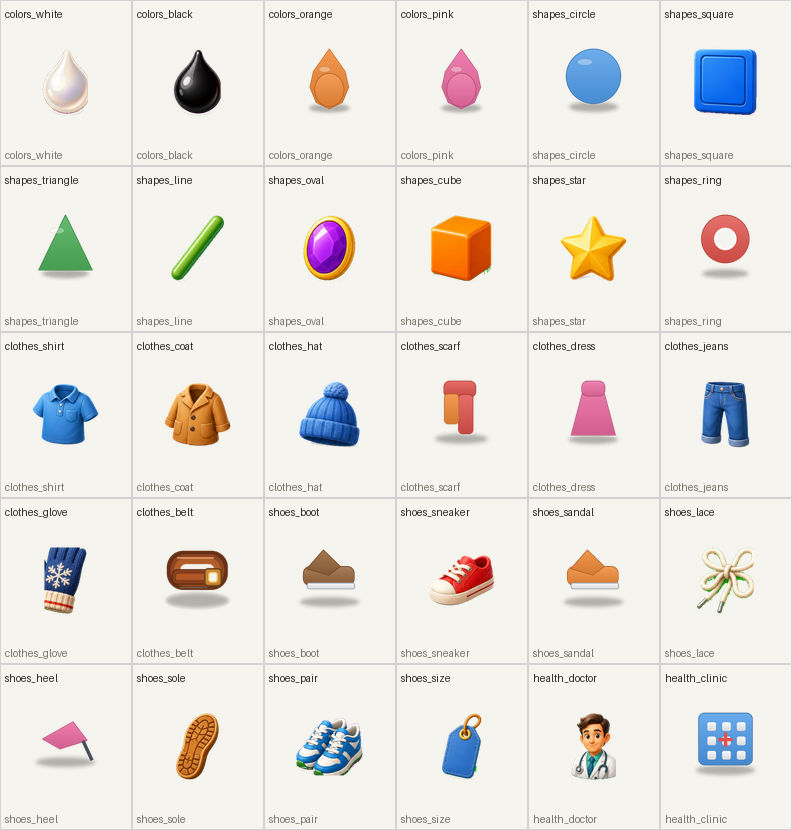 colors_white colors_black colors_orange colors_pink shapes_circle shapes_square
colors_white colors_black colors_orange colors_pink shapes_circle shapes_square
shapes_triangle shapes_line shapes_oval shapes_cube shapes_star shapes_ring
shapes_triangle shapes_line shapes_oval shapes_cube shapes_star shapes_ring
clothes_shirt clothes_coat clothes_hat clothes_scarf clothes_dress clothes_jeans
clothes_shirt clothes_coat clothes_hat clothes_scarf clothes_dress clothes_jeans
clothes_glove clothes_belt shoes_boot shoes_sneaker shoes_sandal shoes_lace
clothes_glove clothes_belt shoes_boot shoes_sneaker shoes_sandal shoes_lace
shoes_heel shoes_sole shoes_pair shoes_size health_doctor health_clinic
shoes_heel shoes_sole shoes_pair shoes_size health_doctor health_clinic